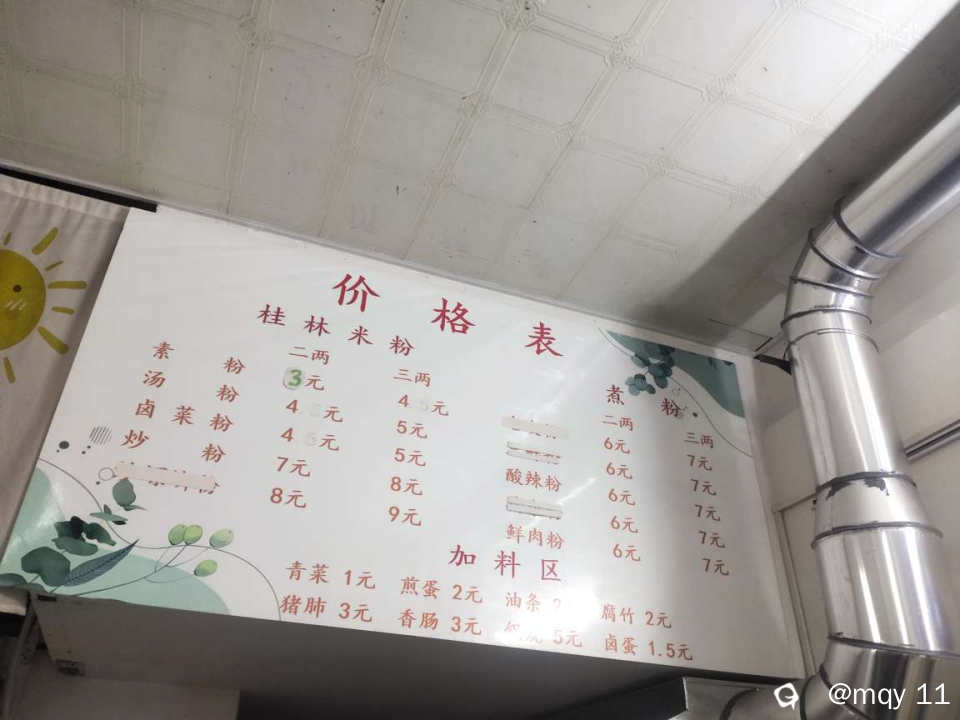 价格表
桂林米粉
二两 三两
素粉 3元 4.5元
汤粉 4.5元 5元
卤菜粉 4.5元 5元
炒粉 7元 8元
8元 9元
煮粉
二两 三两
6元 7元
6元 7元
酸辣粉 6元 7元
6元 7元
鲜肉粉 6元 7元
加料区
青菜 1元 煎蛋 2元 油条 腐竹 2元
猪肺 3元 香肠 3元 5元 卤蛋 1.5元
@mqy 11